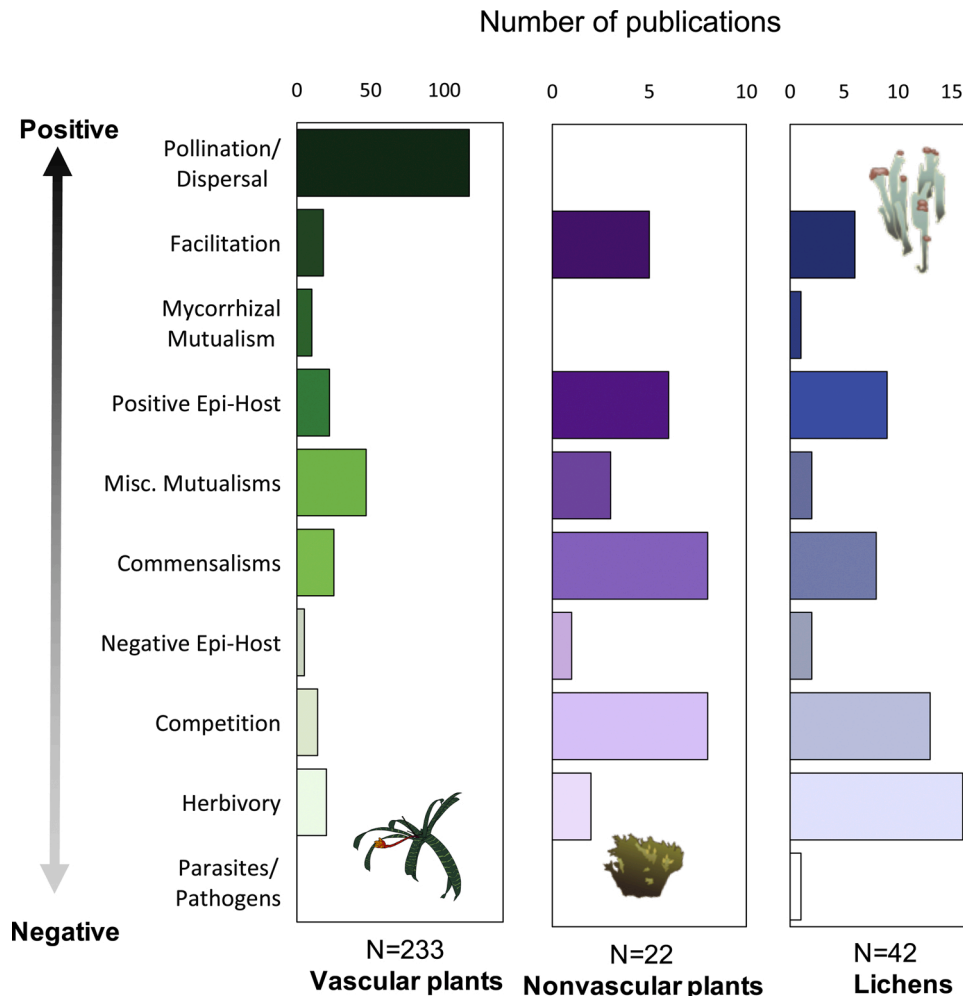 Number of publications
0 50 100
0 5 10
0 5 10 15
Positive
Pollination/
Dispersal
Facilitation
Mycorrhizal
Mutualism
Positive Epi-Host
Misc. Mutualisms
Commensalisms
Negative Epi-Host
Competition
Herbivory
Parasites/
Pathogens
Negative
N=233
Vascular plants
N=22
Nonvascular plants
N=42
Lichens